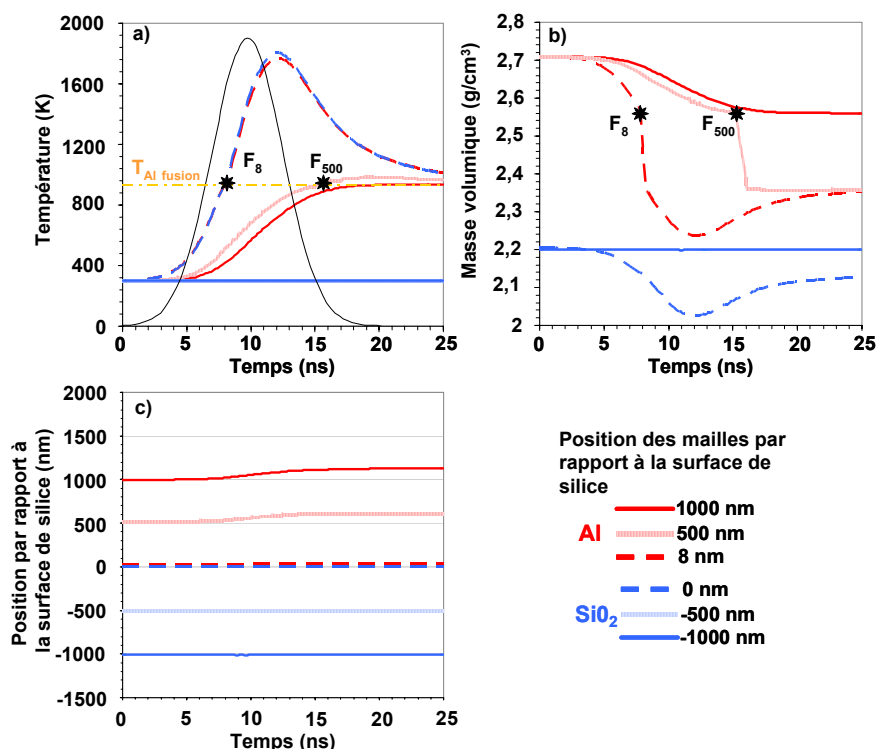 a)
Température (K)
2000
1600
1200
900
600
300
0
T Al fusion
F8
F500
0 5 10 15 20 25
Temps (ns)
b)
Masse volumique (g/cm³)
2,8
2,7
2,6
2,5
2,4
2,3
2,2
2,1
2
F8
F500
0 5 10 15 20 25
Temps (ns)
c)
Position par rapport à
la surface de silice (nm)
2000
1500
1000
500
0
-500
-1000
-1500
0 5 10 15 20 25
Temps (ns)
Position des mailles par
rapport à la surface de
silice
Al
1000 nm
500 nm
8 nm
Si0₂
0 nm
-500 nm
-1000 nm